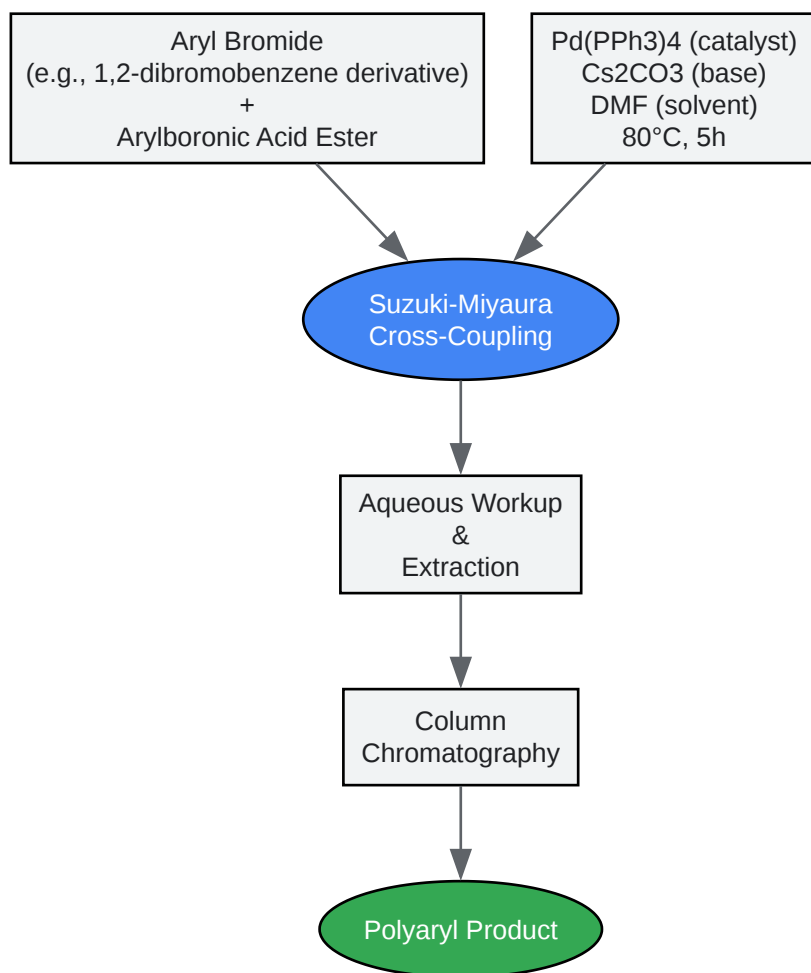 Aryl Bromide
(e.g., 1,2-dibromobenzene derivative)
+
Arylboronic Acid Ester
Pd(PPh3)4 (catalyst)
Cs2CO3 (base)
DMF (solvent)
80°C, 5h
Suzuki-Miyaura
Cross-Coupling
Aqueous Workup
&
Extraction
Column
Chromatography
Polyaryl Product